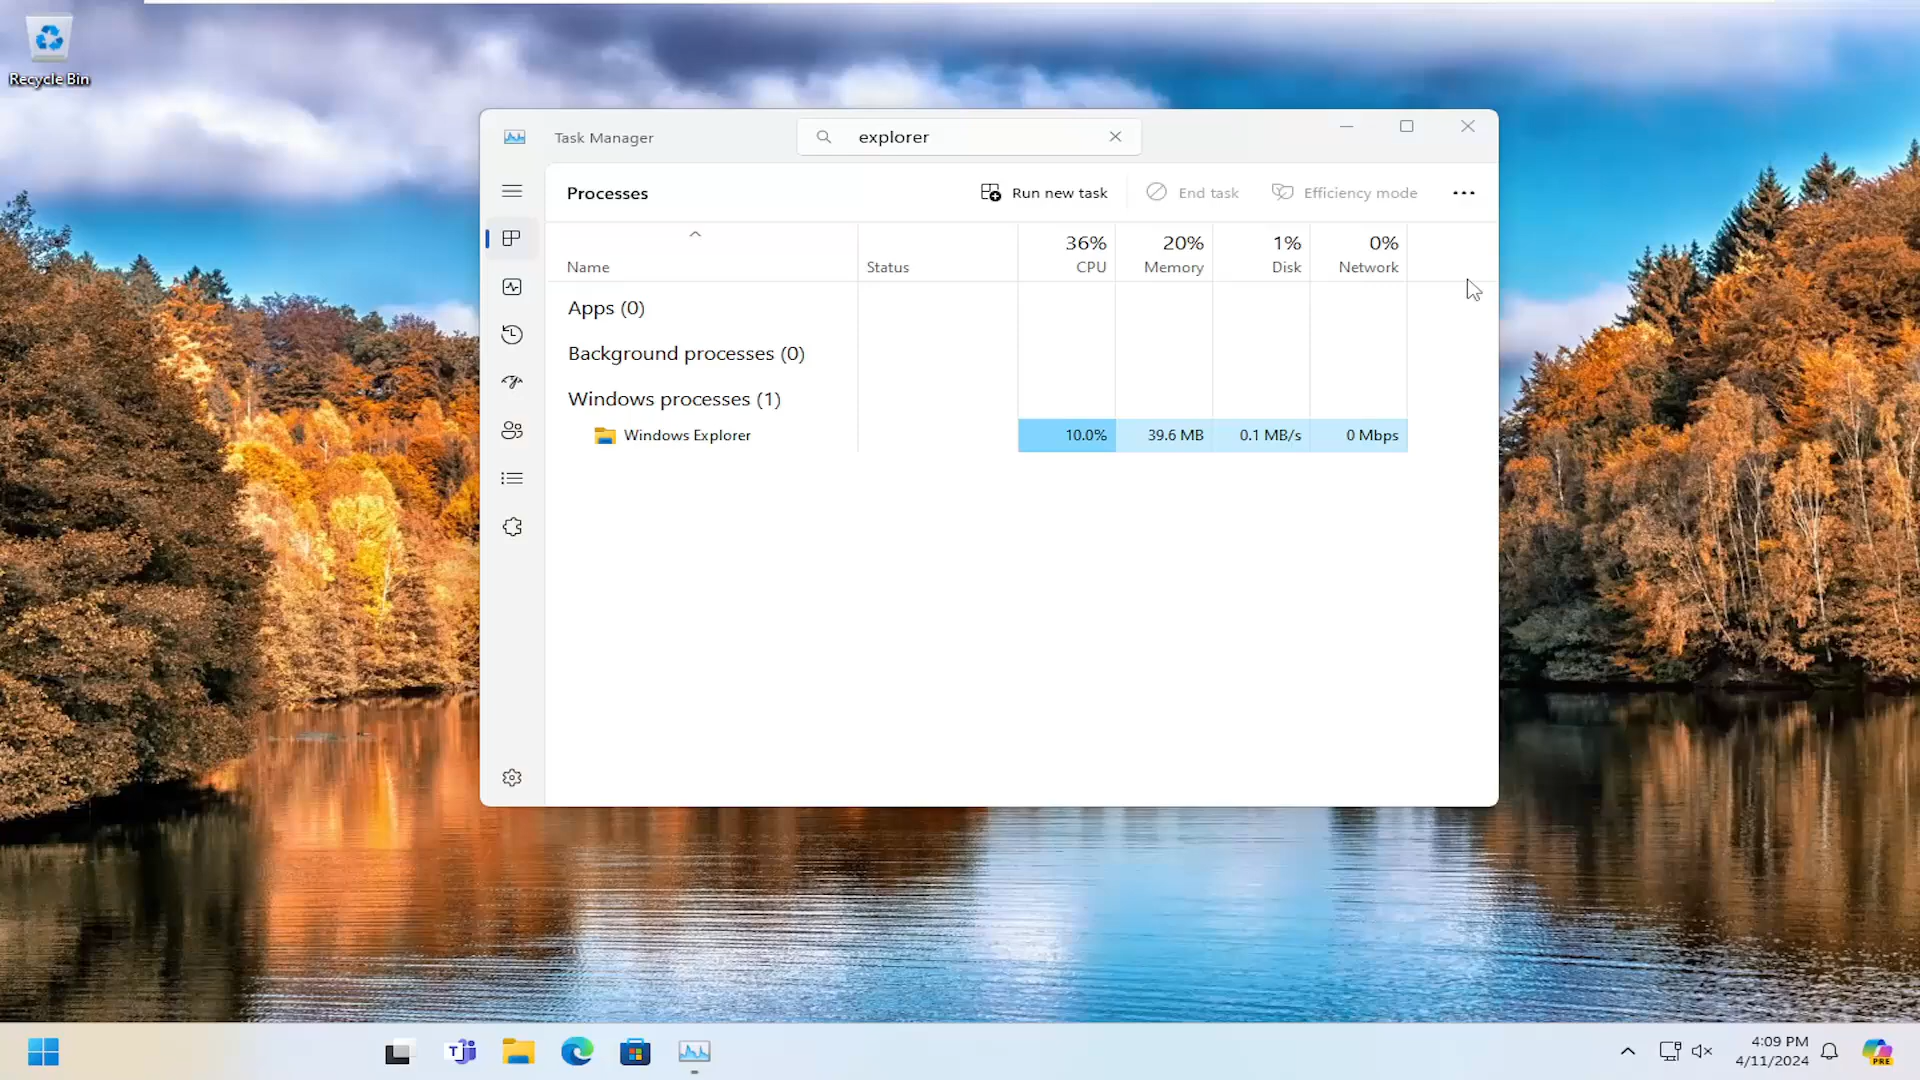 Recycle Bin
Task Manager
explorer
Processes
Run new task
End task
Efficiency mode
36%
20%
1%
0%
Name
Status
CPU
Memory
Disk
Network
Apps (0)
Background processes (0)
Windows processes (1)
Windows Explorer
10.0%
39.6 MB
0.1 MB/s
0 Mbps
4:09 PM
4/11/2024
PRE